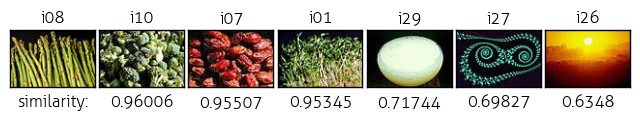 i08 i10 i07 i01 i29 i27 i26
similarity: 0.96006 0.95507 0.95345 0.71744 0.69827 0.6348